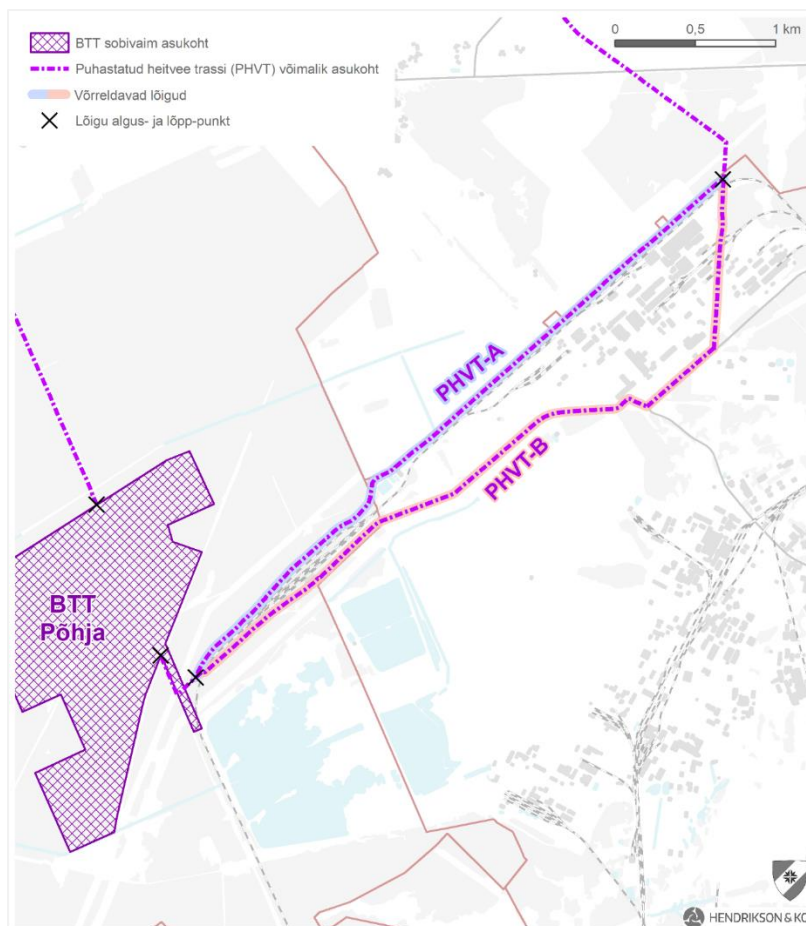 BTT sobivaim asukoht
Puhastatud heitvee trassi (PHVT) võimalik asukoht
Võrreldavad lõigud
Lõigu algus- ja lõpp-punkt
0 0,5 1 km
PHVT-A
PHVT-B
BTT
Põhja
HENDRIKSON & KO